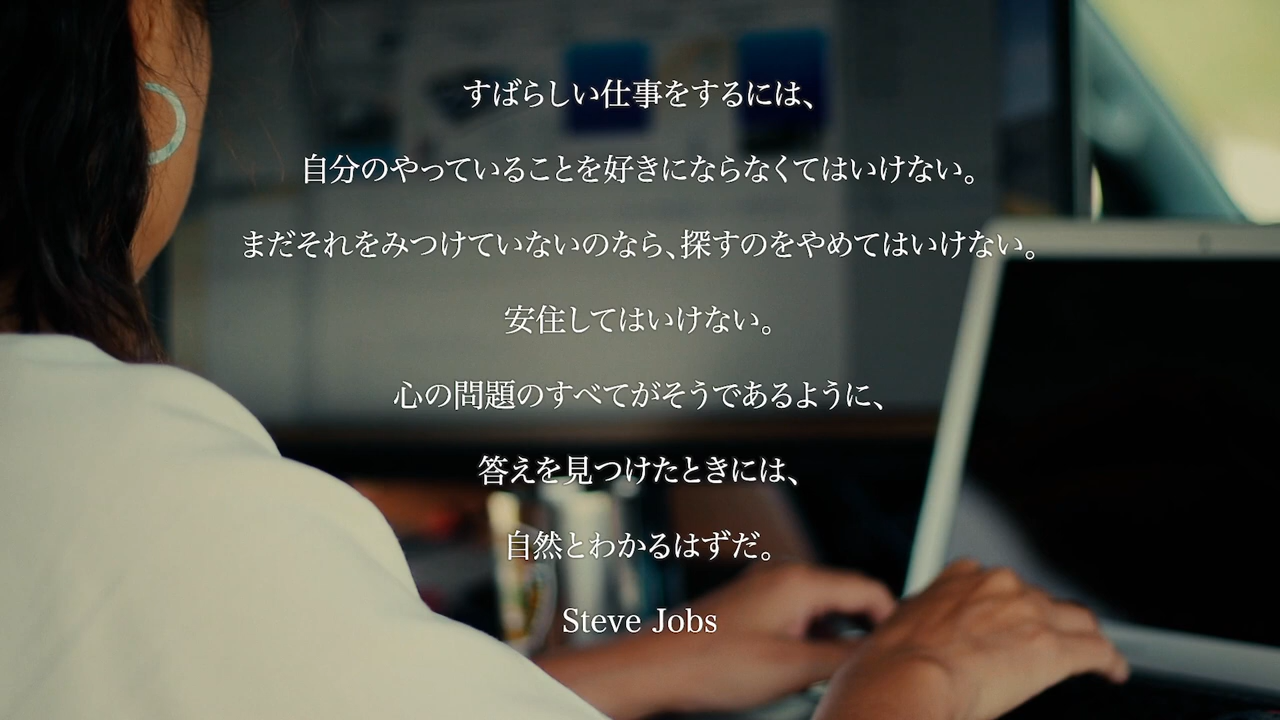 すばらしい仕事をするには、
自分のやっていることを好きにならなくてはいけない。
まだそれをみつけていないのなら、探すのをやめてはいけない。
安住してはいけない。
心の問題のすべてがそうであるように、
答えを見つけたときには、
自然とわかるはずだ。
Steve Jobs